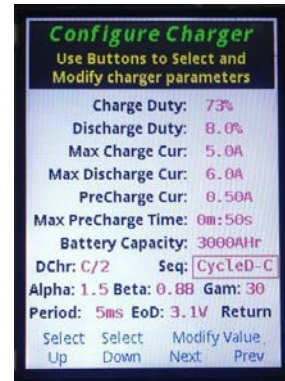 Configure Charger
Use Buttons to Select and
Modify charger parameters
Charge Duty: 73%
Discharge Duty: 8.0%
Max Charge Cur: 5.0A
Max Discharge Cur: 6.0A
PreCharge Cur: 0.50A
Max PreCharge Time: 0m:50s
Battery Capacity: 3000AHr
DChr: C/2 Seq: CycleD-C
Alpha: 1.5 Beta: 0.88 Gam: 30
Period: 5ms EoD: 3.1V Return
Select Select Modify Value
Up Down Next Prev